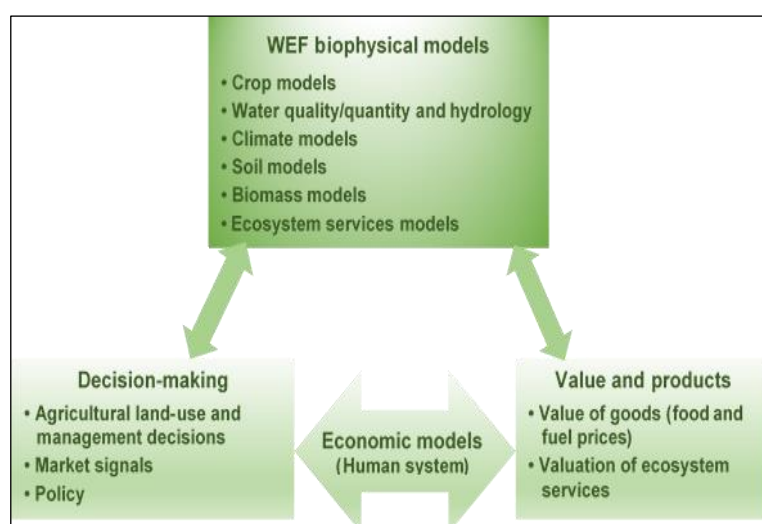 WEF biophysical models
• Crop models
• Water quality/quantity and hydrology
• Climate models
• Soil models
• Biomass models
• Ecosystem services models
Decision-making
• Agricultural land-use and
management decisions
• Market signals
• Policy
Economic models
(Human system)
Value and products
• Value of goods (food and
fuel prices)
• Valuation of ecosystem
services